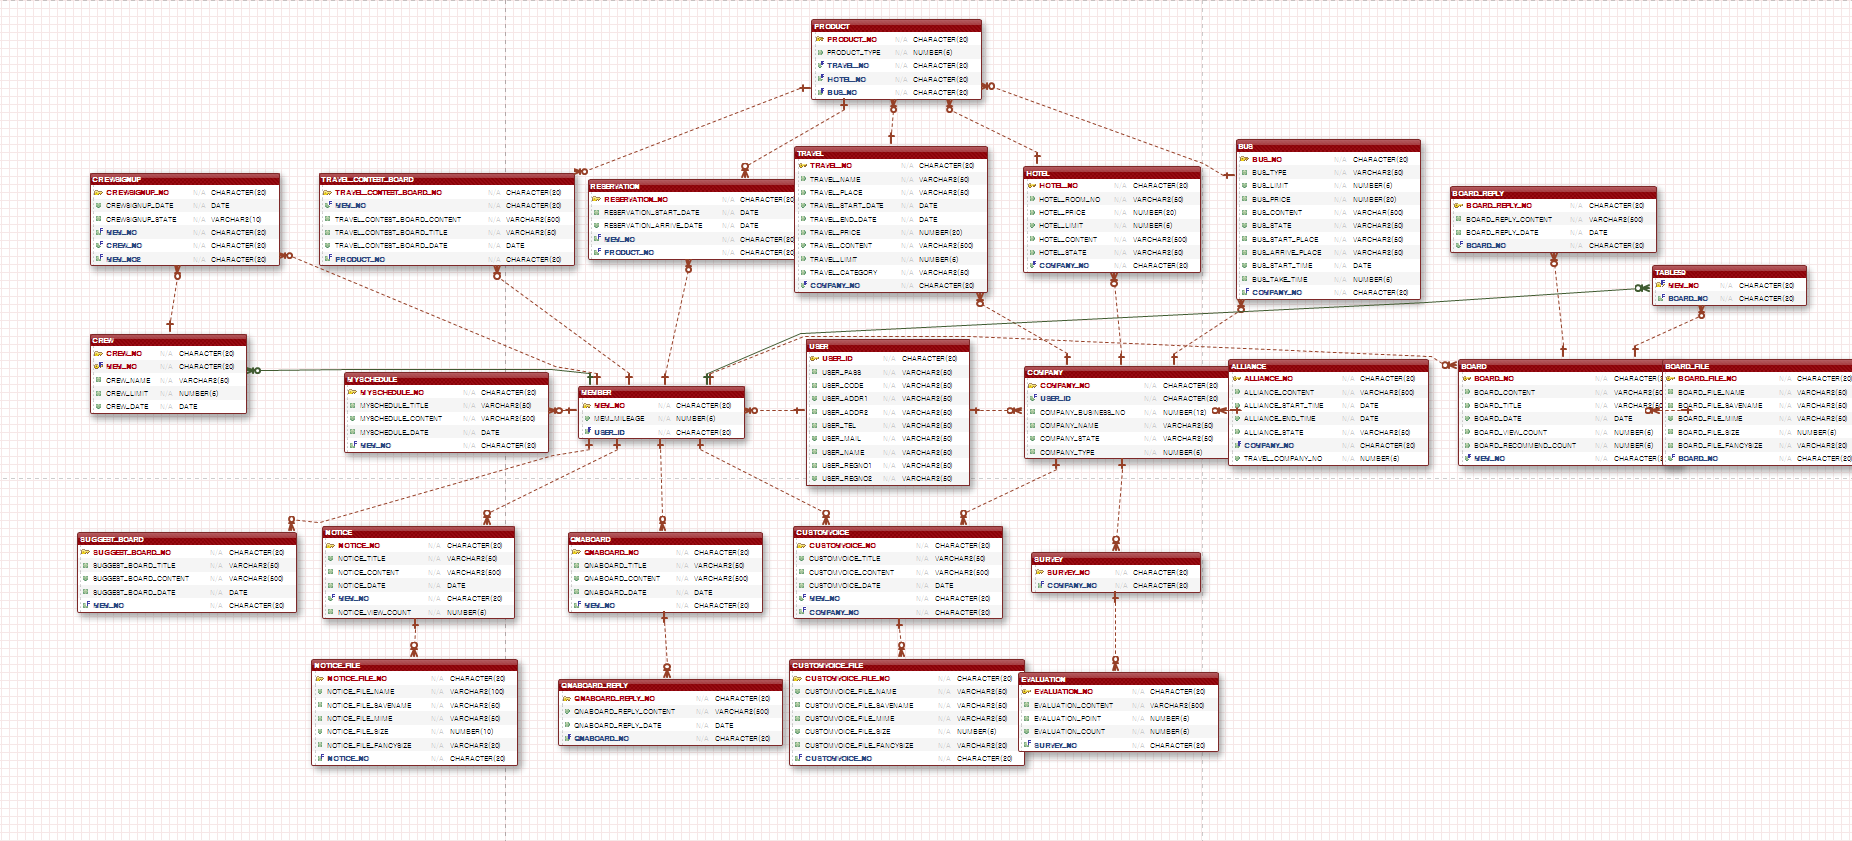 PRODUCT
PRODUCT_NO N/A CHARACTER(20)
PRODUCT_TYPE N/A NUMBER(5)
TRAVEL_NO N/A CHARACTER(20)
HOTEL_NO N/A CHARACTER(20)
BUS_NO N/A CHARACTER(20)
CREWSIGNUP
CREWSIGNUP_NO N/A CHARACTER(20)
CREWSIGNUP_DATE N/A DATE
CREWSIGNUP_STATE N/A VARCHAR2(10)
MEM_NO N/A CHARACTER(20)
CREW_NO N/A CHARACTER(20)
MEM_NO2 N/A CHARACTER(20)
TRAVEL_CONTEST_BOARD
TRAVEL_CONTEST_BOARD_NO N/A CHARACTER(20)
MEM_NO N/A CHARACTER(20)
TRAVEL_CONTEST_BOARD_CONTENT N/A VARCHAR2(500)
TRAVEL_CONTEST_BOARD_TITLE N/A VARCHAR2(50)
TRAVEL_CONTEST_BOARD_DATE N/A DATE
PRODUCT_NO N/A CHARACTER(20)
RESERVATION
RESERVATION_NO N/A CHARACTER(20)
RESERVATION_START_DATE N/A DATE
RESERVATION_ARRIVE_DATE N/A DATE
MEM_NO N/A CHARACTER(20)
PRODUCT_NO N/A CHARACTER(20)
TRAVEL
TRAVEL_NO N/A CHARACTER(20)
TRAVEL_NAME N/A VARCHAR2(50)
TRAVEL_PLACE N/A VARCHAR2(50)
TRAVEL_START_DATE N/A DATE
TRAVEL_END_DATE N/A DATE
TRAVEL_PRICE N/A NUMBER(20)
TRAVEL_CONTENT N/A VARCHAR2(500)
TRAVEL_LIMIT N/A NUMBER(5)
TRAVEL_CATEGORY N/A VARCHAR2(50)
COMPANY_NO N/A CHARACTER(20)
HOTEL
HOTEL_NO N/A CHARACTER(20)
HOTEL_ROOM_NO N/A VARCHAR2(50)
HOTEL_PRICE N/A NUMBER(20)
HOTEL_LIMIT N/A NUMBER(5)
HOTEL_CONTENT N/A VARCHAR2(500)
HOTEL_STATE N/A VARCHAR2(50)
COMPANY_NO N/A CHARACTER(20)
BUS
BUS_NO N/A CHARACTER(20)
BUS_TYPE N/A VARCHAR2(50)
BUS_LIMIT N/A NUMBER(5)
BUS_PRICE N/A NUMBER(20)
BUS_CONTENT N/A VARCHAR(500)
BUS_STATE N/A VARCHAR2(50)
BUS_START_PLACE N/A VARCHAR2(50)
BUS_ARRIVE_PLACE N/A VARCHAR2(50)
BUS_START_TIME N/A DATE
BUS_TAKE_TIME N/A NUMBER(5)
COMPANY_NO N/A CHARACTER(20)
BOARD_REPLY
BOARD_REPLY_NO N/A CHARACTER(20)
BOARD_REPLY_CONTENT N/A VARCHAR2(500)
BOARD_REPLY_DATE N/A DATE
BOARD_NO N/A CHARACTER(20)
MEM_NO N/A CHARACTER(20)
BOARD_NO N/A CHARACTER(20)
CREW
CREW_NO N/A CHARACTER(20)
MEM_NO N/A CHARACTER(20)
CREW_NAME N/A VARCHAR2(50)
CREW_LIMIT N/A NUMBER(5)
CREW_DATE N/A DATE
MYSCHEDULE
MYSCHEDULE_NO N/A CHARACTER(20)
MYSCHEDULE_TITLE N/A VARCHAR2(50)
MYSCHEDULE_CONTENT N/A VARCHAR2(500)
MYSCHEDULE_DATE N/A DATE
MEM_NO N/A CHARACTER(20)
MEMBER
MEM_NO N/A CHARACTER(20)
MEM_MILEAGE N/A NUMBER(5)
USER_ID N/A CHARACTER(20)
USER
USER_ID N/A CHARACTER(20)
USER_PASS N/A VARCHAR2(50)
USER_CODE N/A VARCHAR2(50)
USER_ADDR1 N/A VARCHAR2(50)
USER_ADDR2 N/A VARCHAR2(50)
USER_TEL N/A VARCHAR2(50)
USER_MAIL N/A VARCHAR2(50)
USER_NAME N/A VARCHAR2(50)
USER_REGNO1 N/A VARCHAR2(50)
USER_REGNO2 N/A VARCHAR2(50)
COMPANY
COMPANY_NO N/A CHARACTER(20)
USER_ID N/A CHARACTER(20)
COMPANY_BUSINESS_NO N/A NUMBER(12)
COMPANY_NAME N/A VARCHAR2(50)
COMPANY_STATE N/A VARCHAR2(50)
COMPANY_TYPE N/A NUMBER(5)
ALLIANCE
ALLIANCE_NO N/A CHARACTER(20)
ALLIANCE_CONTENT N/A VARCHAR2(500)
ALLIANCE_START_TIME N/A DATE
ALLIANCE_END_TIME N/A DATE
ALLIANCE_STATE N/A VARCHAR2(50)
COMPANY_NO N/A CHARACTER(20)
TRAVEL_COMPANY_NO N/A NUMBER(5)
BOARD
BOARD_NO N/A CHARACTER(2
BOARD_CONTENT N/A VARCHAR2(50
BOARD_TITLE N/A VARCHAR2(50
BOARD_DATE N/A DATE
BOARD_VIEW_COUNT N/A NUMBER(5)
BOARD_RECOMMEND_COUNT N/A NUMBER(5)
MEM_NO N/A CHARACTER(2
BOARD_FILE
BOARD_FILE_NO N/A CHARACTER(20)
BOARD_FILE_NAME N/A VARCHAR2(50)
BOARD_FILE_SAVENAME N/A VARCHAR2(50)
BOARD_FILE_MIME N/A VARCHAR2(50)
BOARD_FILE_SIZE N/A NUMBER(5)
BOARD_FILE_FANCYSIZE N/A VARCHAR2(20)
BOARD_NO N/A CHARACTER(20)
SUGGEST_BOARD
SUGGEST_BOARD_NO N/A CHARACTER(20)
SUGGEST_BOARD_TITLE N/A VARCHAR2(50)
SUGGEST_BOARD_CONTENT N/A VARCHAR2(500)
SUGGEST_BOARD_DATE N/A DATE
MEM_NO N/A CHARACTER(20)
NOTICE
NOTICE_NO N/A CHARACTER(20)
NOTICE_TITLE N/A VARCHAR2(50)
NOTICE_CONTENT N/A VARCHAR2(500)
NOTICE_DATE N/A DATE
MEM_NO N/A CHARACTER(20)
NOTICE_VIEW_COUNT N/A NUMBER(5)
QNABOARD
QNABOARD_NO N/A CHARACTER(20)
QNABOARD_TITLE N/A VARCHAR2(50)
QNABOARD_CONTENT N/A VARCHAR2(500)
QNABOARD_DATE N/A DATE
MEM_NO N/A CHARACTER(20)
CUSTOMVOICE
CUSTOMVOICE_NO N/A CHARACTER(20)
CUSTOMVOICE_TITLE N/A VARCHAR2(50)
CUSTOMVOICE_CONTENT N/A VARCHAR2(500)
CUSTOMVOICE_DATE N/A DATE
MEM_NO N/A CHARACTER(20)
COMPANY_NO N/A CHARACTER(20)
SURVEY
SURVEY_NO N/A CHARACTER(20)
COMPANY_NO N/A CHARACTER(20)
NOTICE_FILE
NOTICE_FILE_NO N/A CHARACTER(20)
NOTICE_FILE_NAME N/A VARCHAR2(100)
NOTICE_FILE_SAVENAME N/A VARCHAR2(50)
NOTICE_FILE_MIME N/A VARCHAR2(50)
NOTICE_FILE_SIZE N/A NUMBER(10)
NOTICE_FILE_FANCYSIZE N/A VARCHAR2(20)
NOTICE_NO N/A CHARACTER(20)
QNABOARD_REPLY
QNABOARD_REPLY_NO N/A CHARACTER(20)
QNABOARD_REPLY_CONTENT N/A VARCHAR2(500)
QNABOARD_REPLY_DATE N/A DATE
QNABOARD_NO N/A CHARACTER(20)
CUSTOMVOICE_FILE
CUSTOMVOICE_FILE_NO N/A CHARACTER(20)
CUSTOMVOICE_FILE_NAME N/A VARCHAR2(50)
CUSTOMVOICE_FILE_SAVENAME N/A VARCHAR2(50)
CUSTOMVOICE_FILE_MIME N/A VARCHAR2(50)
CUSTOMVOICE_FILE_SIZE N/A NUMBER(5)
CUSTOMVOICE_FILE_FANCYSIZE N/A VARCHAR2(20)
CUSTOMVOICE_NO N/A CHARACTER(20)
EVALUATION
EVALUATION_NO N/A CHARACTER(20)
EVALUATION_CONTENT N/A VARCHAR2(500)
EVALUATION_POINT N/A NUMBER(5)
EVALUATION_COUNT N/A NUMBER(5)
SURVEY_NO N/A CHARACTER(20)